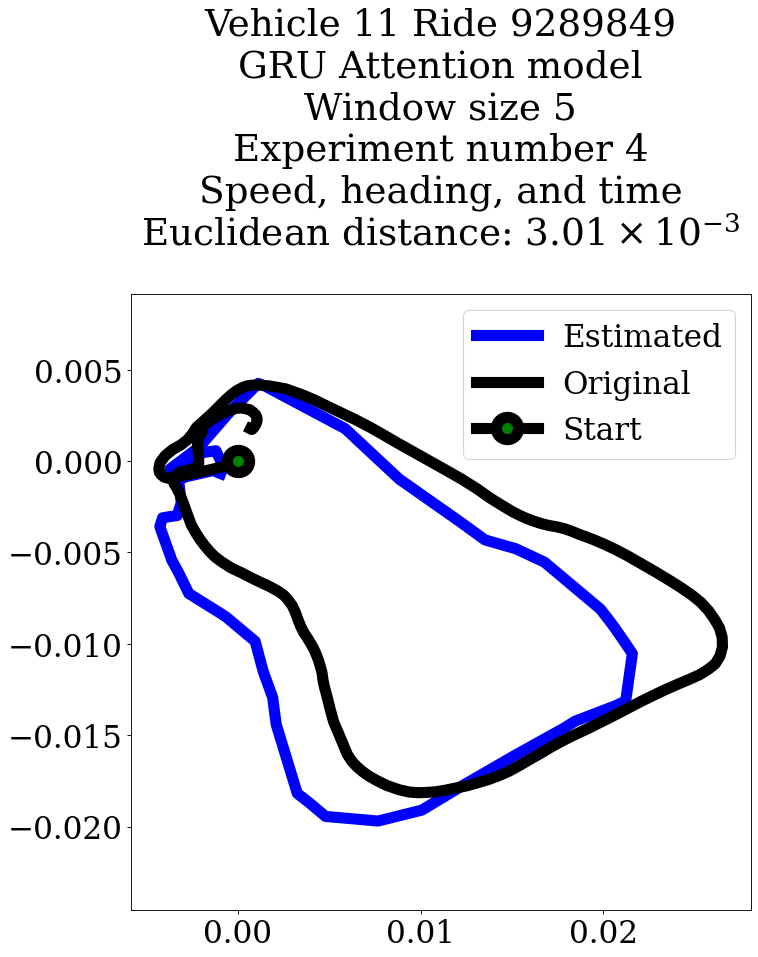 Vehicle 11 Ride 9289849
GRU Attention model
Window size 5
Experiment number 4
Speed, heading, and time
Euclidean distance: 3.01 × 10⁻³
Estimated
Original
Start
0.005
0.000
−0.005
−0.010
−0.015
−0.020
0.00 0.01 0.02